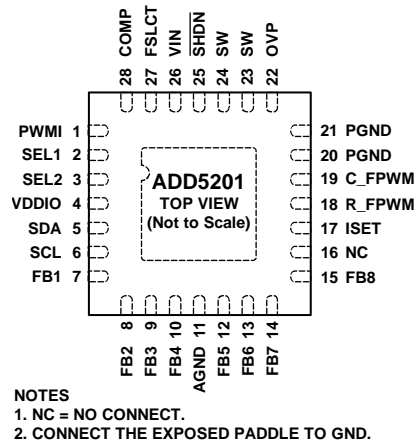 28 COMP
27 FSLCT
26 VIN
25 SHDN
24 SW
23 SW
22 OVP
PWMI 1
SEL1 2
SEL2 3
VDDIO 4
SDA 5
SCL 6
FB1 7
ADD5201
TOP VIEW
(Not to Scale)
21 PGND
20 PGND
19 C_FPWM
18 R_FPWM
17 ISET
16 NC
15 FB8
FB2 8
FB3 9
FB4 10
AGND 11
FB5 12
FB6 13
FB7 14
NOTES
1. NC = NO CONNECT.
2. CONNECT THE EXPOSED PADDLE TO GND.